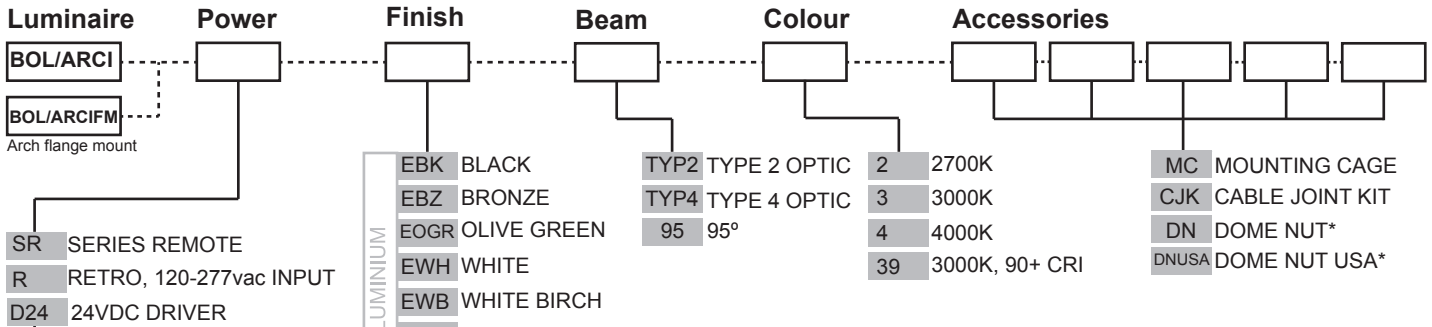 Luminaire Power Finish Beam Colour Accessories
BOL/ARCI
BOL/ARCIFM
Arch flange mount
SR SERIES REMOTE
R RETRO, 120-277vac INPUT
D24 24VDC DRIVER
EBK BLACK
EBZ BRONZE
EOGR OLIVE GREEN
EWH WHITE
EWB WHITE BIRCH
TYP2 TYPE 2 OPTIC
TYP4 TYPE 4 OPTIC
95 95º
2 2700K
3 3000K
4 4000K
39 3000K, 90+ CRI
MC MOUNTING CAGE
CJK CABLE JOINT KIT
DN DOME NUT*
DNUSA DOME NUT USA*